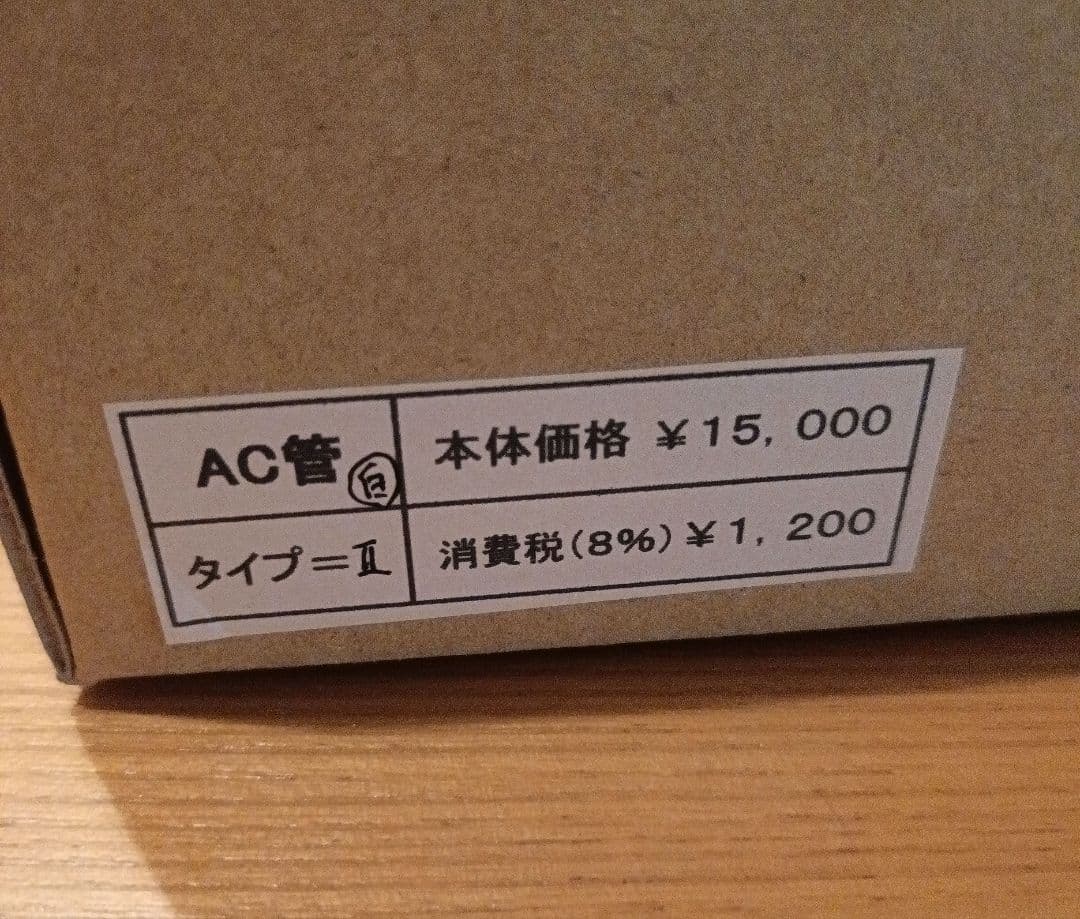 AC管 白
本体価格 ¥15,000
タイプ=Ⅱ
消費税(8%)¥1,200